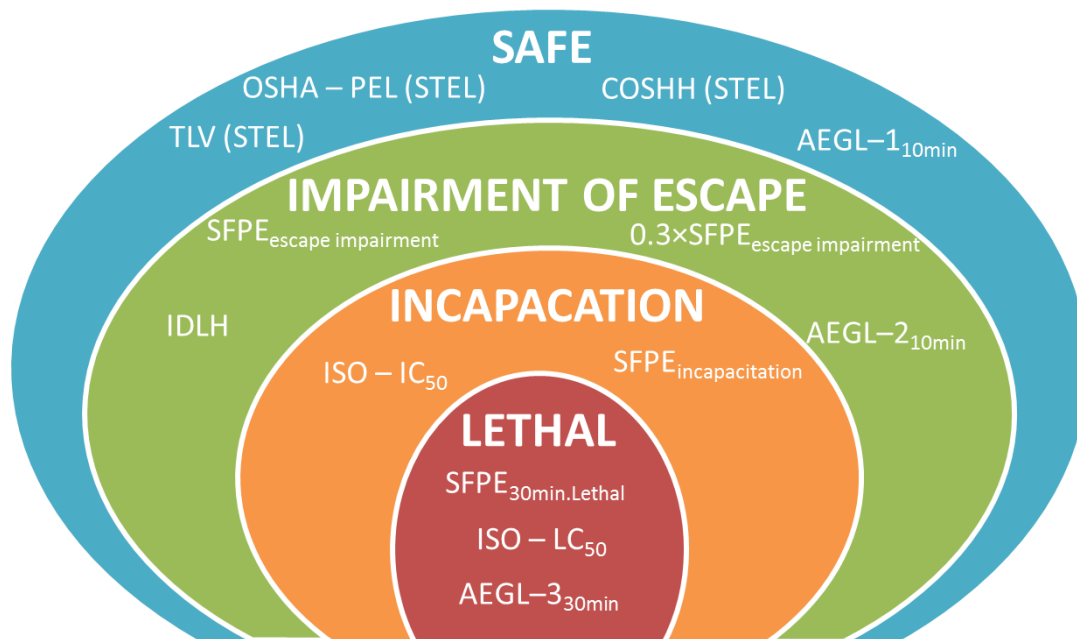 SAFE
OSHA – PEL (STEL)
COSHH (STEL)
TLV (STEL)
AEGL–1₁₀ₘᵢₙ
IMPAIRMENT OF ESCAPE
SFPEescape impairment
0.3×SFPEescape impairment
IDLH
AEGL–2₁₀ₘᵢₙ
INCAPACATION
ISO – IC₅₀
SFPEincapacitation
LETHAL
SFPE30min.Lethal
ISO – LC₅₀
AEGL–3₃₀ₘᵢₙ